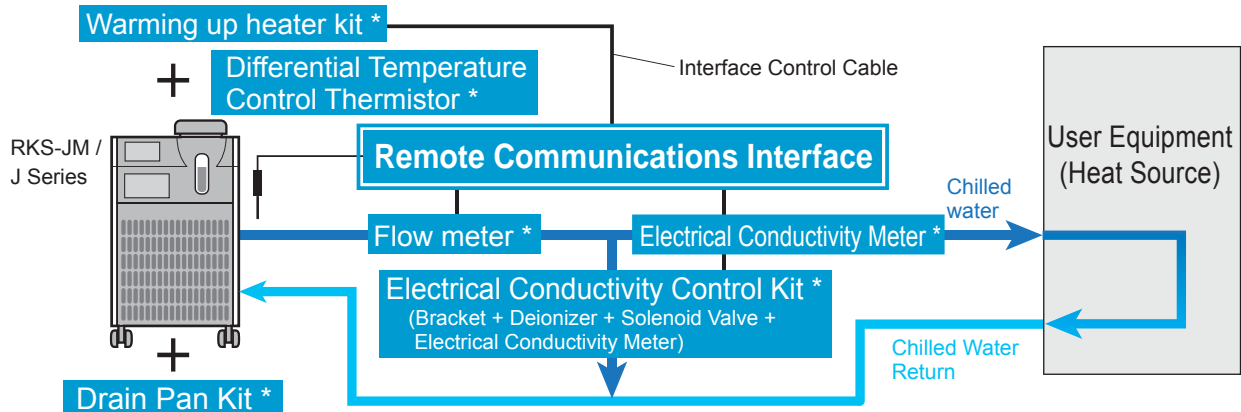 Warming up heater kit *
Differential Temperature
Control Thermistor *
Interface Control Cable
RKS-JM /
J Series
Remote Communications Interface
User Equipment
(Heat Source)
Chilled
water
Flow meter *
Electrical Conductivity Meter *
Electrical Conductivity Control Kit *
(Bracket + Deionizer + Solenoid Valve +
Electrical Conductivity Meter)
Chilled Water
Return
Drain Pan Kit *